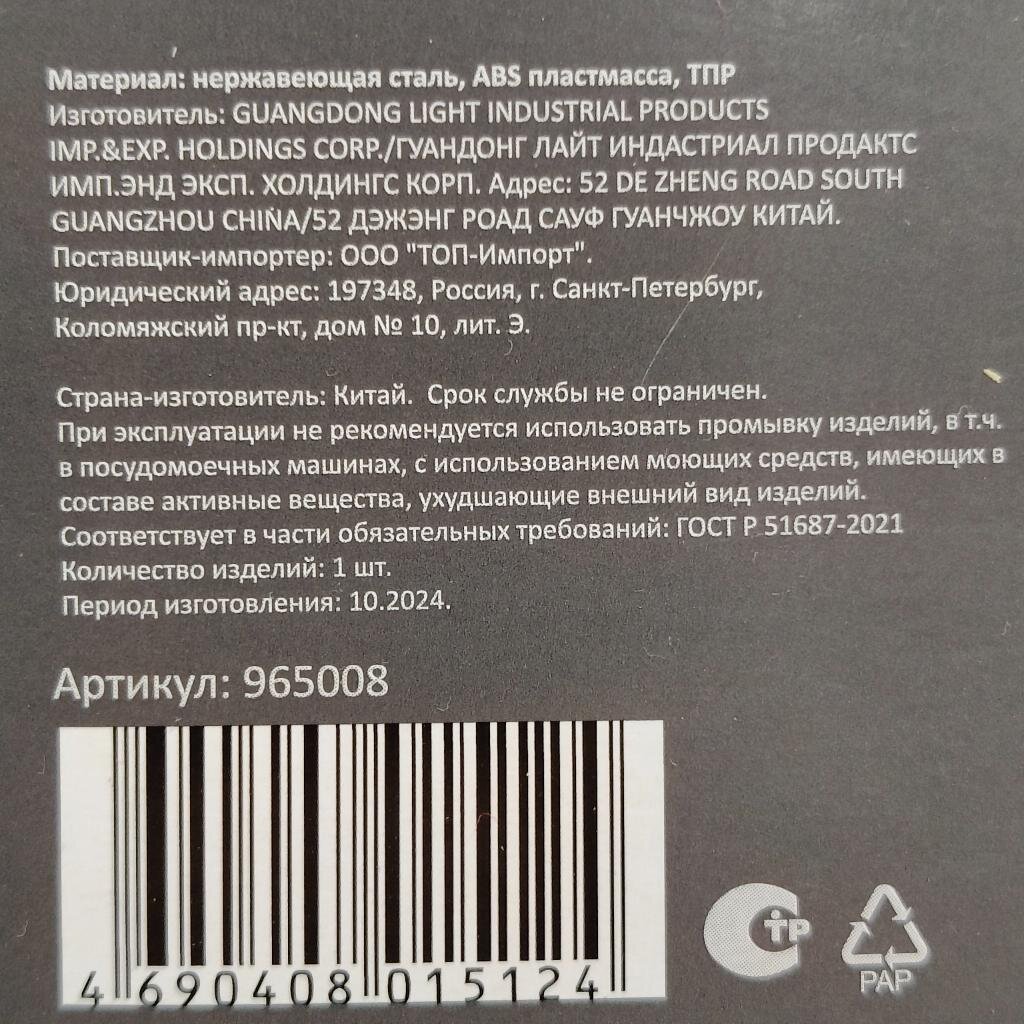 Материал: нержавеющая сталь, ABS пластмасса, ТПР
Изготовитель: GUANGDONG LIGHT INDUSTRIAL PRODUCTS
IMP.&EXP. HOLDINGS CORP./ГУАНДОНГ ЛАЙТ ИНДАСТРИАЛ ПРОДАКТС
ИМП.ЭНД ЭКСП. ХОЛДИНГС КОРП. Адрес: 52 DE ZHENG ROAD SOUTH
GUANGZHOU CHINA/52 ДЭЖЭНГ РОАД САУФ ГУАНЧЖОУ КИТАЙ.
Поставщик-импортер: ООО "ТОП-Импорт".
Юридический адрес: 197348, Россия, г. Санкт-Петербург,
Коломяжский пр-кт, дом № 10, лит. Э.
Страна-изготовитель: Китай. Срок службы не ограничен.
При эксплуатации не рекомендуется использовать промывку изделий, в т.ч.
в посудомоечных машинах, с использованием моющих средств, имеющих в
составе активные вещества, ухудшающие внешний вид изделий.
Соответствует в части обязательных требований: ГОСТ Р 51687-2021
Количество изделий: 1 шт.
Период изготовления: 10.2024.
Артикул: 965008
4 690408 015124
СТР
PAP